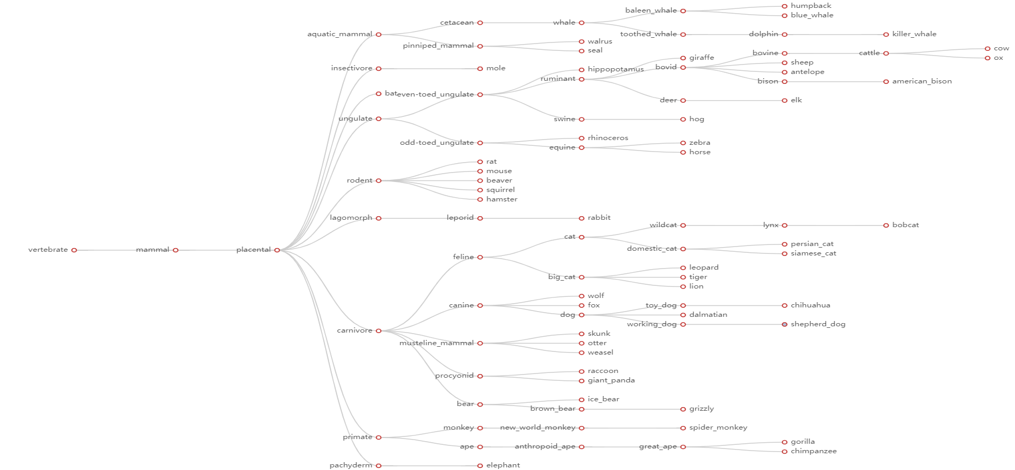 humpback
baleen_whale
blue_whale
cetacean
whale
aquatic_mammal
toothed_whale
dolphin
killer_whale
walrus
pinniped_mammal
seal
cow
bovine
cattle
ox
giraffe
sheep
insectivore
mole
hippopotamus
bovid
antelope
ruminant
bison
american_bison
bat
even-toed_ungulate
deer
elk
ungulate
swine
hog
rhinoceros
odd-toed_ungulate
zebra
equine
horse
rat
mouse
rodent
beaver
squirrel
hamster
lagomorph
leporid
rabbit
wildcat
lynx
bobcat
cat
persian_cat
vertebrate
mammal
placental
domestic_cat
siamese_cat
feline
leopard
big_cat
tiger
lion
wolf
canine
fox
toy_dog
chihuahua
dog
dalmatian
working_dog
shepherd_dog
carnivore
skunk
musteline_mammal
otter
weasel
raccoon
procyonid
giant_panda
ice_bear
bear
brown_bear
grizzly
monkey
new_world_monkey
spider_monkey
primate
gorilla
ape
anthropoid_ape
great_ape
chimpanzee
pachyderm
elephant